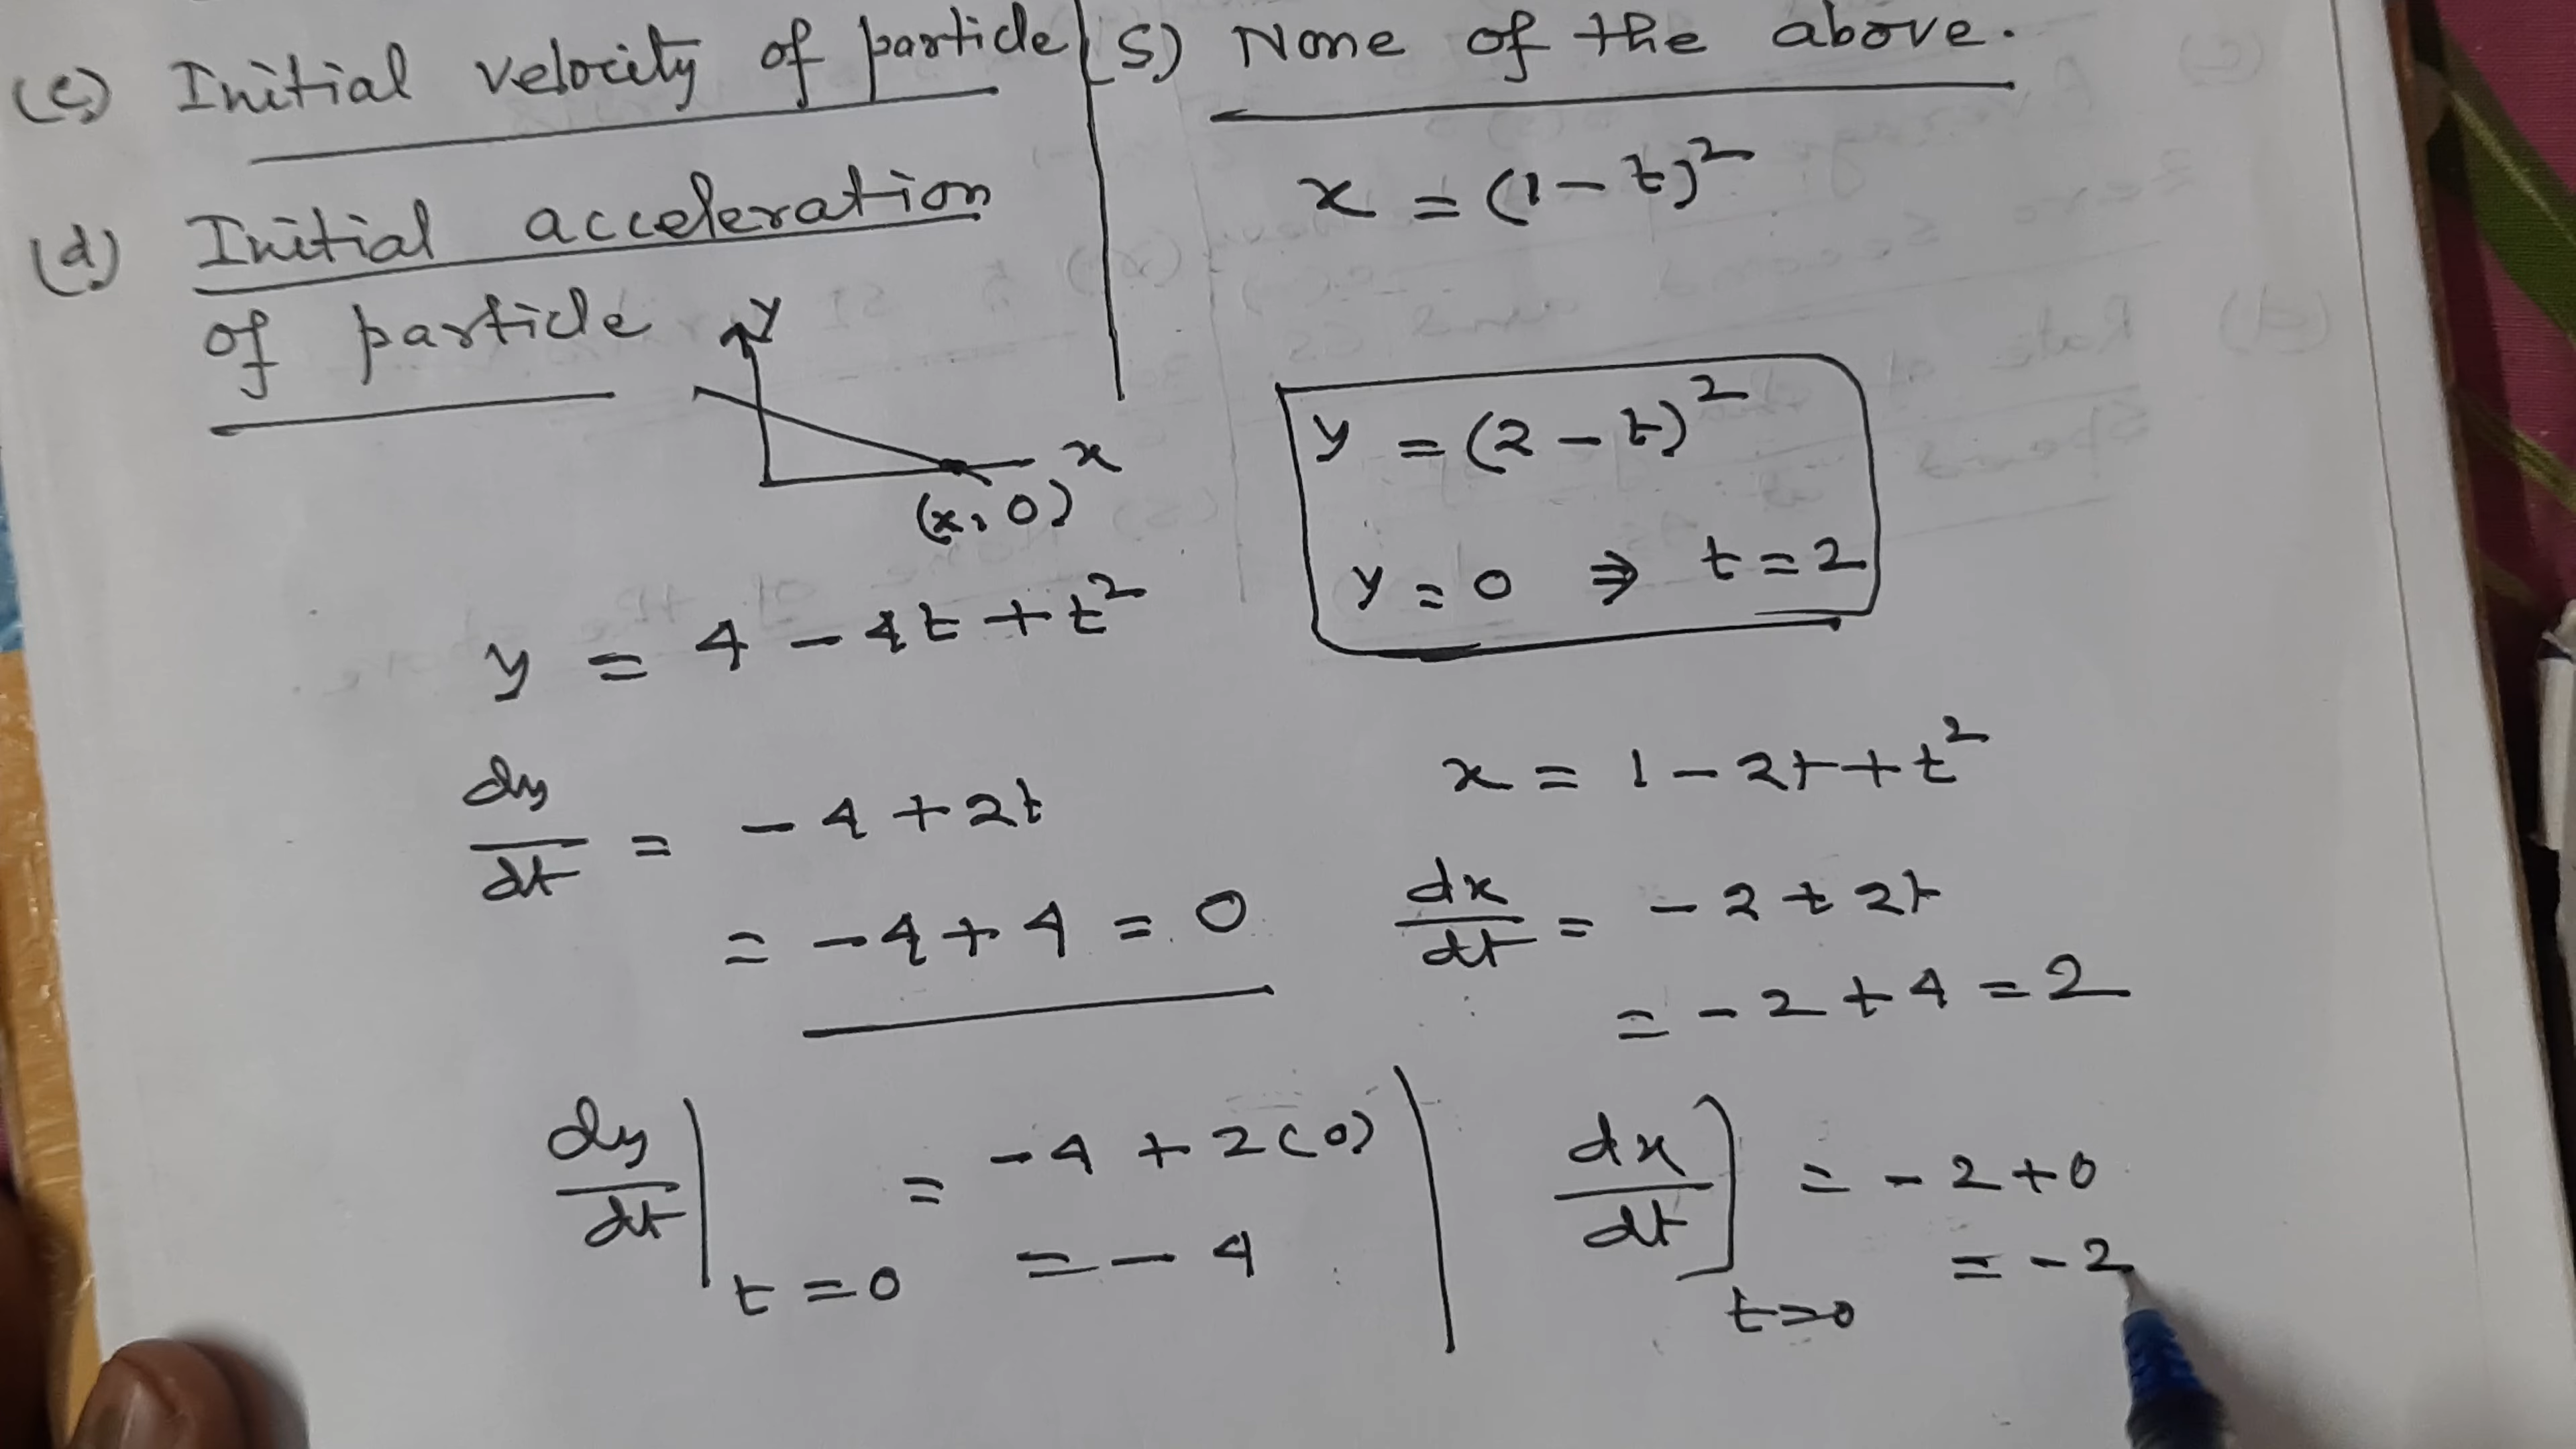 (c) Initial velocity of particle
(S) None of the above.
(d) Initial acceleration
of particle
x = (1 - t)²
y
x
(x, 0)
y = (2 - t)²
y = 0 ⇒ t = 2
y = 4 - 4t + t²
dy/dt = -4 + 2t
= -4 + 4 = 0
x = 1 - 2t + t²
dx/dt = -2 + 2t
= -2 + 4 = 2
dy/dt | t = 0 = -4 + 2(0)
= -4
dx/dt ] t=0 = -2 + 0
= -2